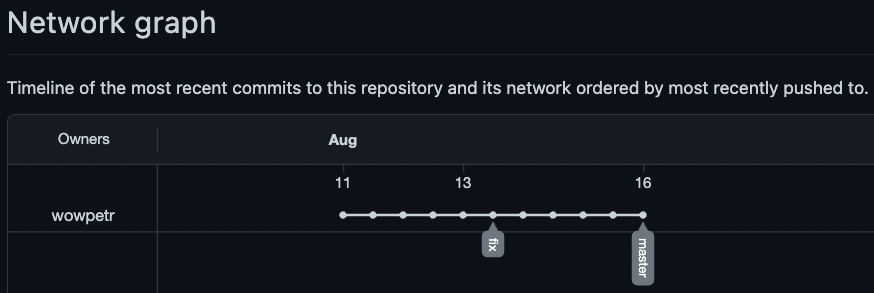 Network graph
Timeline of the most recent commits to this repository and its network ordered by most recently pushed to.
Owners
Aug
11
13
16
wowpetr
fix
master